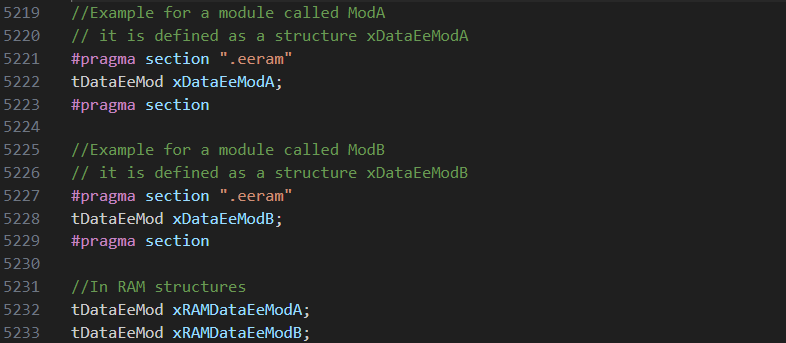 5219 //Example for a module called ModA
5220 // it is defined as a structure xDataEeModA
5221 #pragma section ".eeram"
5222 tDataEeMod xDataEeModA;
5223 #pragma section
5224
5225 //Example for a module called ModB
5226 // it is defined as a structure xDataEeModB
5227 #pragma section ".eeram"
5228 tDataEeMod xDataEeModB;
5229 #pragma section
5230
5231 //In RAM structures
5232 tDataEeMod xRAMDataEeModA;
5233 tDataEeMod xRAMDataEeModB;